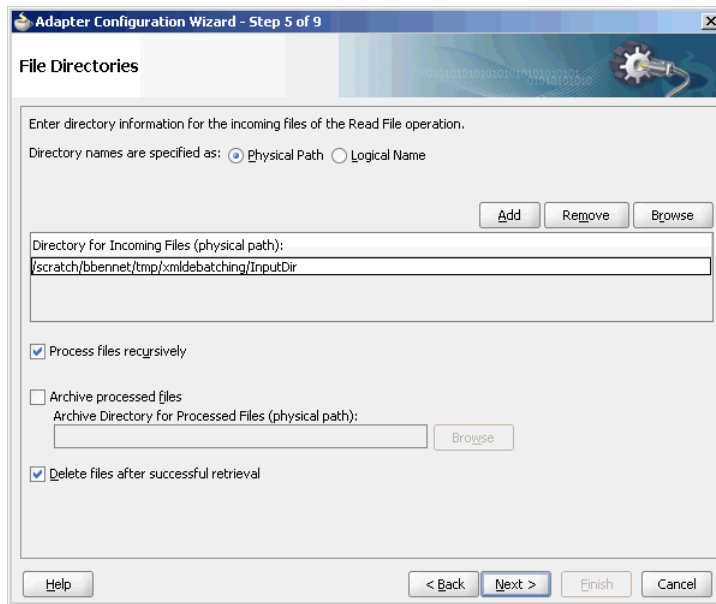 Adapter Configuration Wizard - Step 5 of 9
File Directories
Enter directory information for the incoming files of the Read File operation.
Directory names are specified as: Physical Path Logical Name
Add Remove Browse
Directory for Incoming Files (physical path):
/scratch/bbennet/tmp/xmldebatching/InputDir
Process files recursively
Archive processed files
Archive Directory for Processed Files (physical path):
Browse
Delete files after successful retrieval
Help < Back Next > Finish Cancel